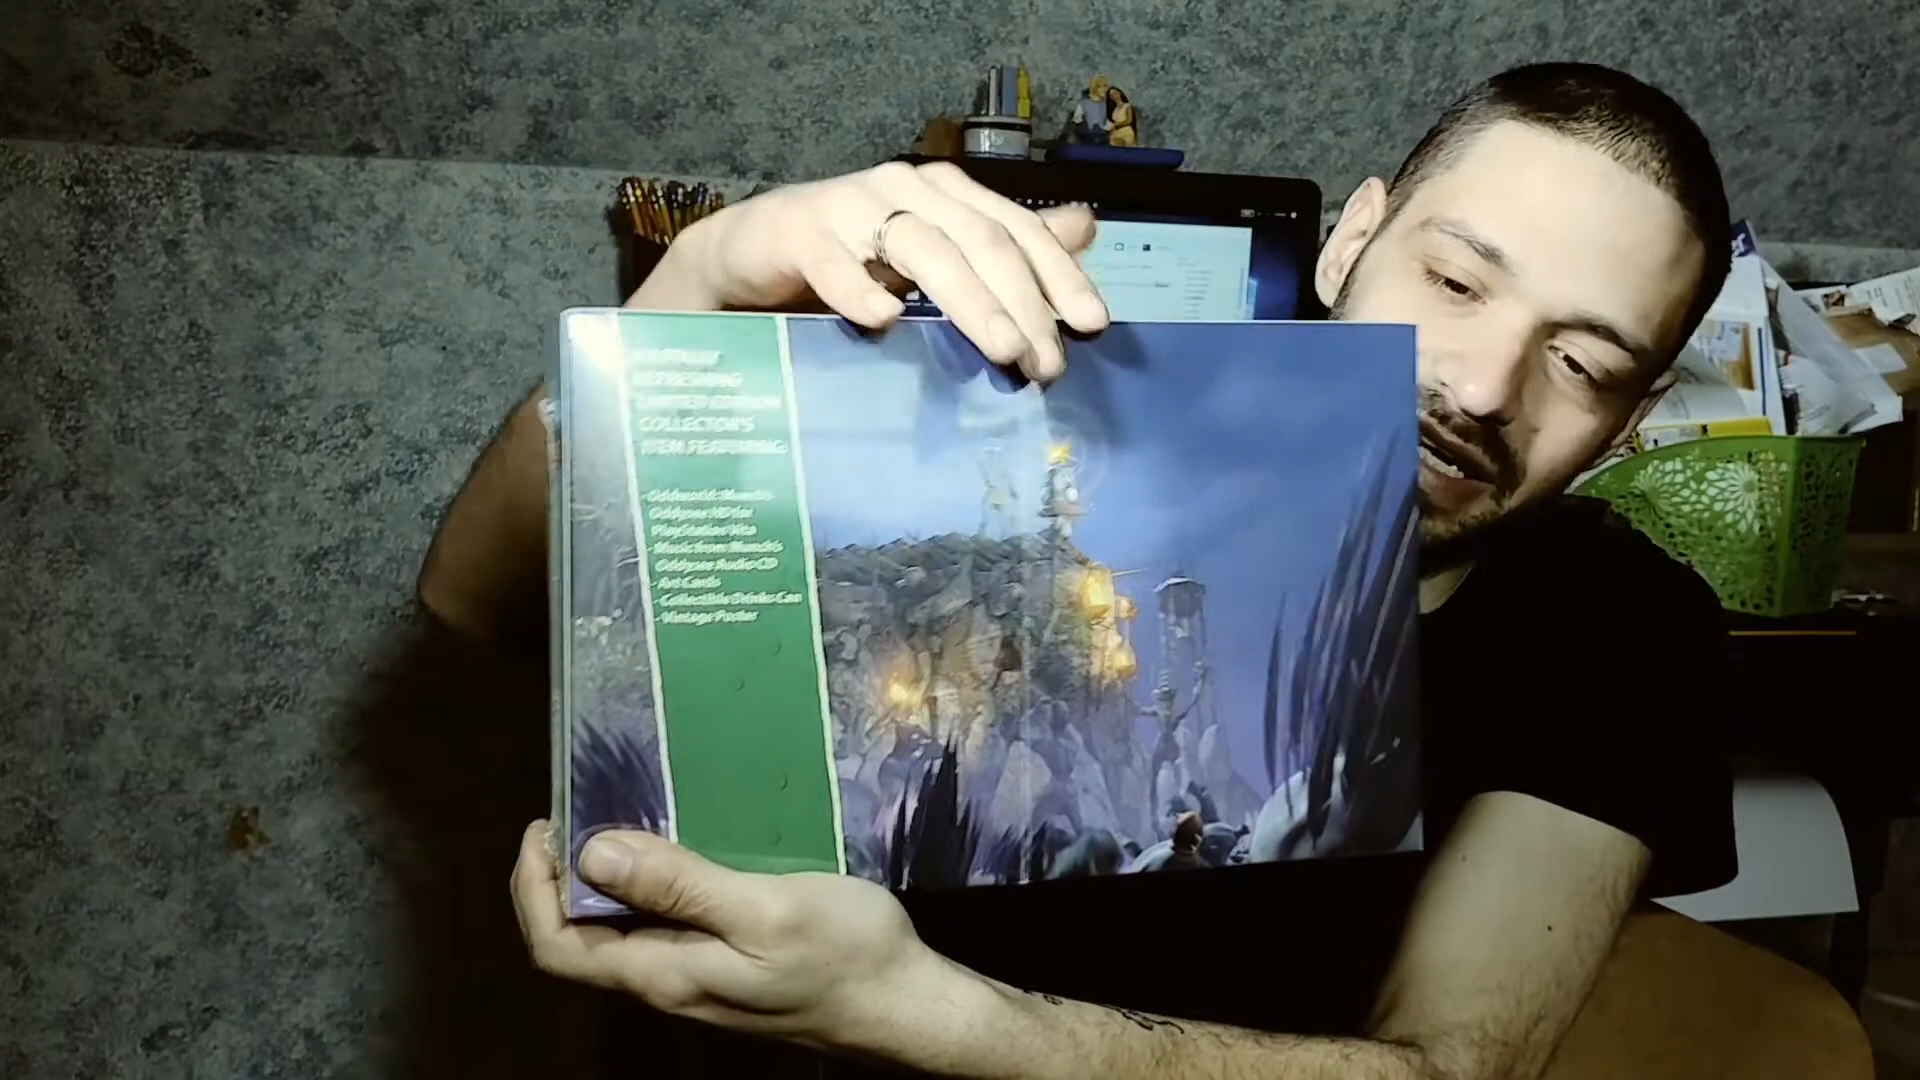 REFRESHING
LIMITED EDITION
COLLECTOR'S
ITEM FEATURING:
- Oddworld: Munch's
Oddysee HD for
PlayStation Vita
- Music from Munch's
Oddysee Audio CD
- Art Cards
- Collectible Drinks Can
- Vintage Poster